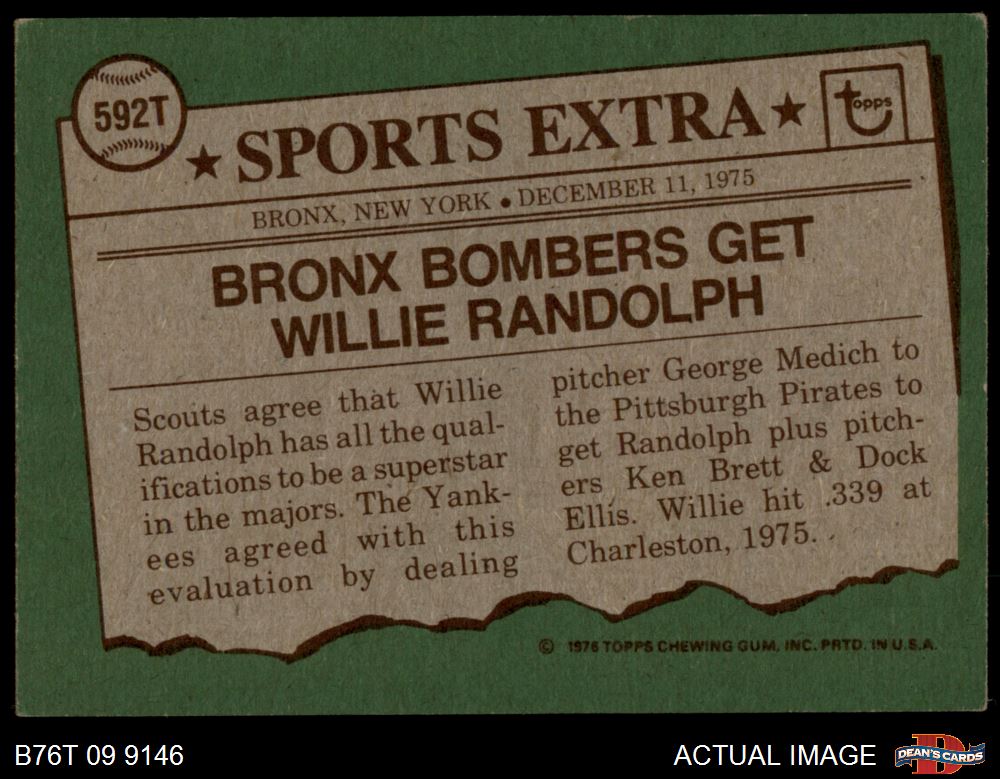 592T
★ SPORTS EXTRA ★
topps
BRONX, NEW YORK • DECEMBER 11, 1975
BRONX BOMBERS GET
WILLIE RANDOLPH
Scouts agree that Willie
Randolph has all the qual-
ifications to be a superstar
in the majors. The Yank-
ees agreed with this
evaluation by dealing
pitcher George Medich to
the Pittsburgh Pirates to
get Randolph plus pitch-
ers Ken Brett & Dock
Ellis. Willie hit .339 at
Charleston, 1975.
© 1976 TOPPS CHEWING GUM, INC. PRTD. IN U.S.A.
B76T 09 9146
ACTUAL IMAGE
DEAN'S CARDS